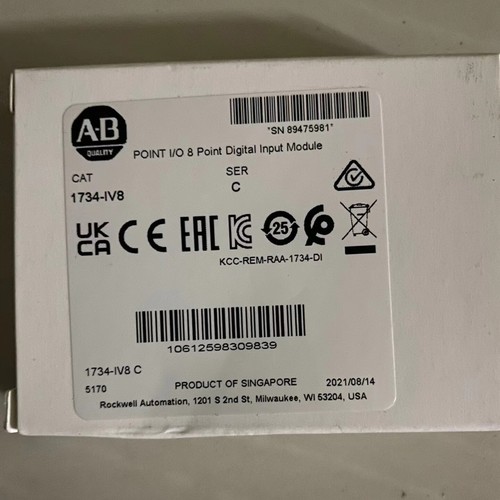 A-B
QUALITY
"SN 89475981"
POINT I/O 8 Point Digital Input Module
CAT
SER
1734-IV8
C
UK
CA CE EAC 25
KCC-REM-RAA-1734-DI
10612598309839
1734-IV8 C
5170
PRODUCT OF SINGAPORE
2021/08/14
Rockwell Automation, 1201 S 2nd St, Milwaukee, WI 53204, USA